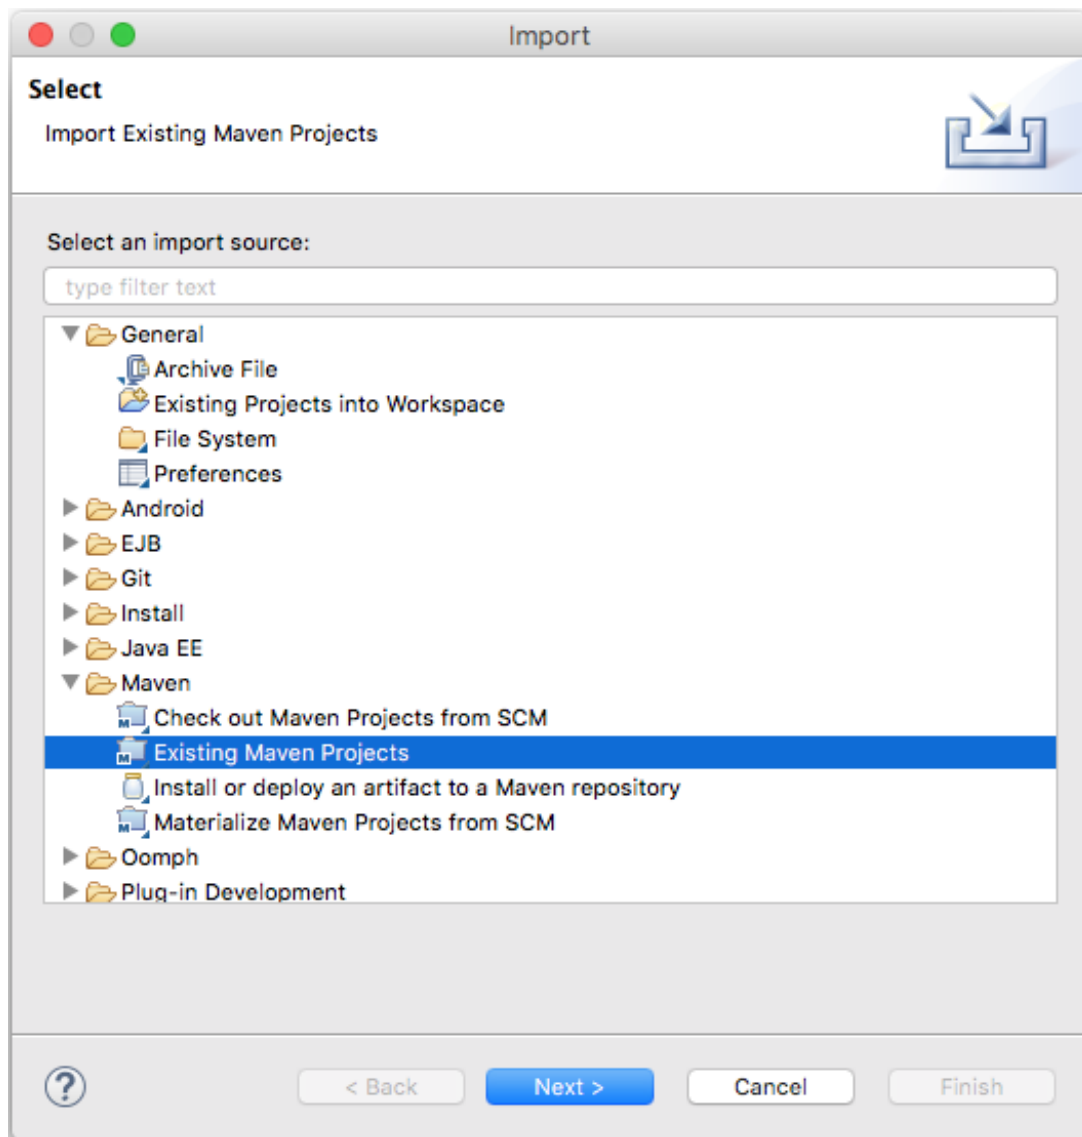 Import
Select
Import Existing Maven Projects
Select an import source:
type filter text
General
Archive File
Existing Projects into Workspace
File System
Preferences
Android
EJB
Git
Install
Java EE
Maven
Check out Maven Projects from SCM
Existing Maven Projects
Install or deploy an artifact to a Maven repository
Materialize Maven Projects from SCM
Oomph
Plug-in Development
? < Back Next > Cancel Finish